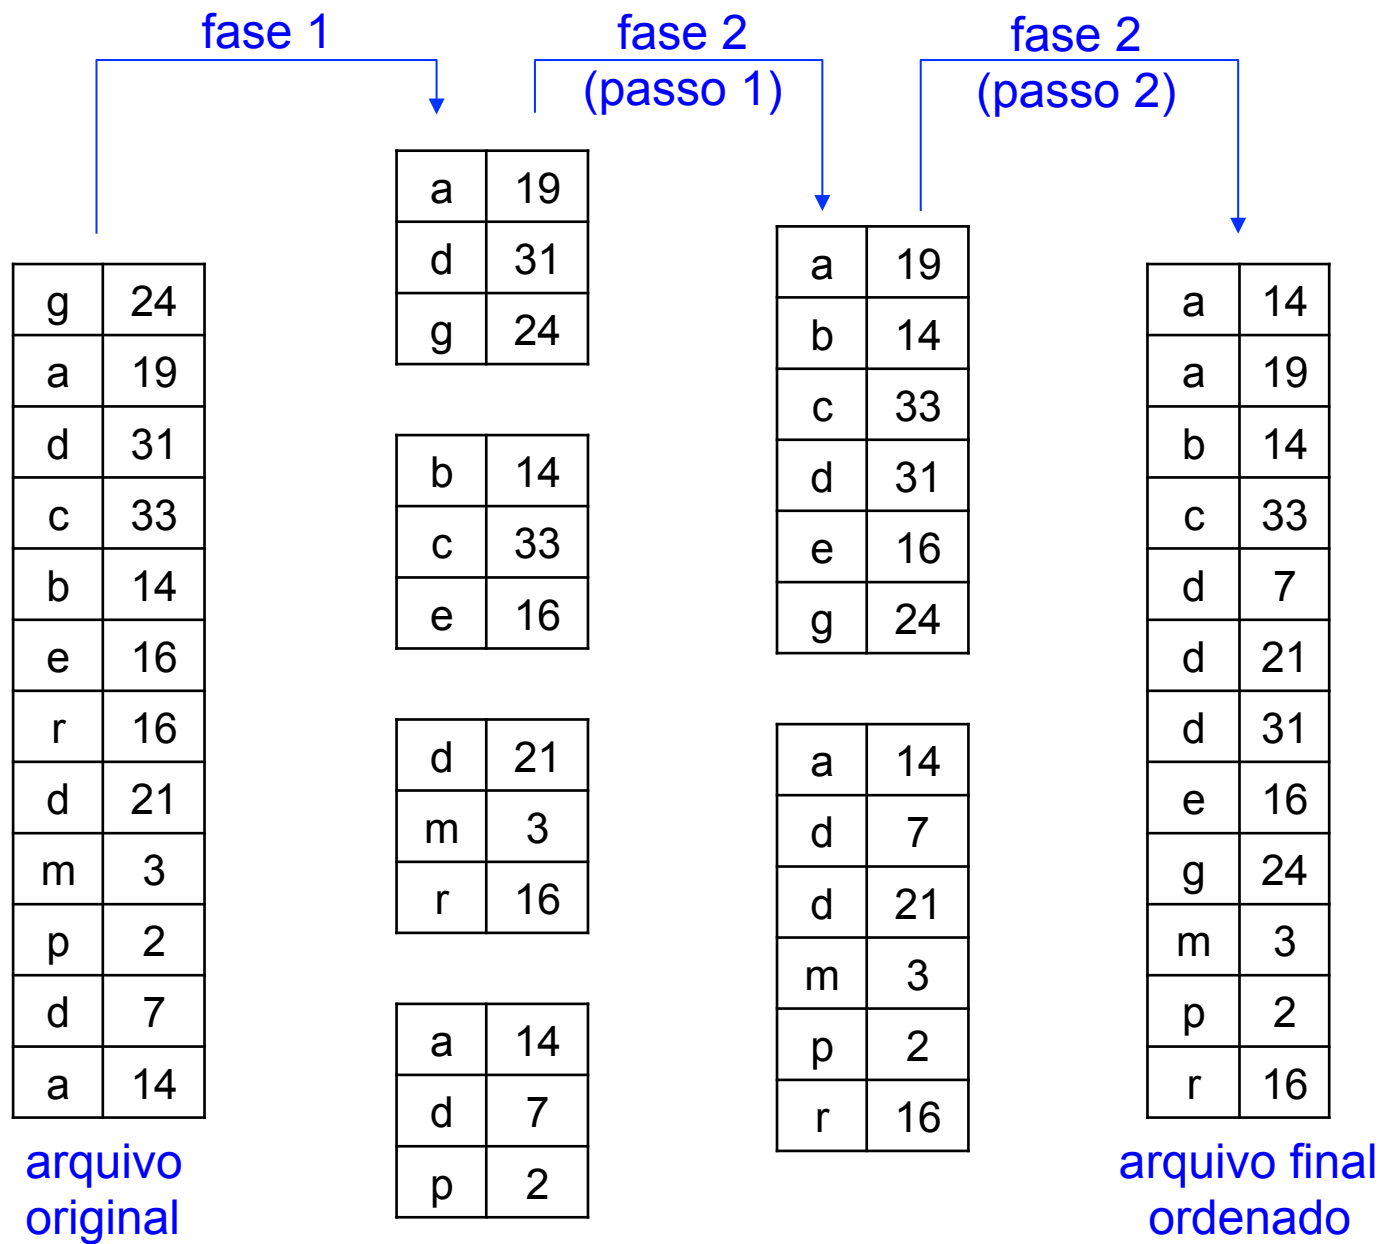 fase 1
fase 2
(passo 1)
fase 2
(passo 2)
g 24
a 19
d 31
c 33
b 14
e 16
r 16
d 21
m 3
p 2
d 7
a 14
arquivo
original
a 19
d 31
g 24
b 14
c 33
e 16
d 21
m 3
r 16
a 14
d 7
p 2
a 19
b 14
c 33
d 31
e 16
g 24
a 14
d 7
d 21
m 3
p 2
r 16
a 14
a 19
b 14
c 33
d 7
d 21
d 31
e 16
g 24
m 3
p 2
r 16
arquivo final
ordenado